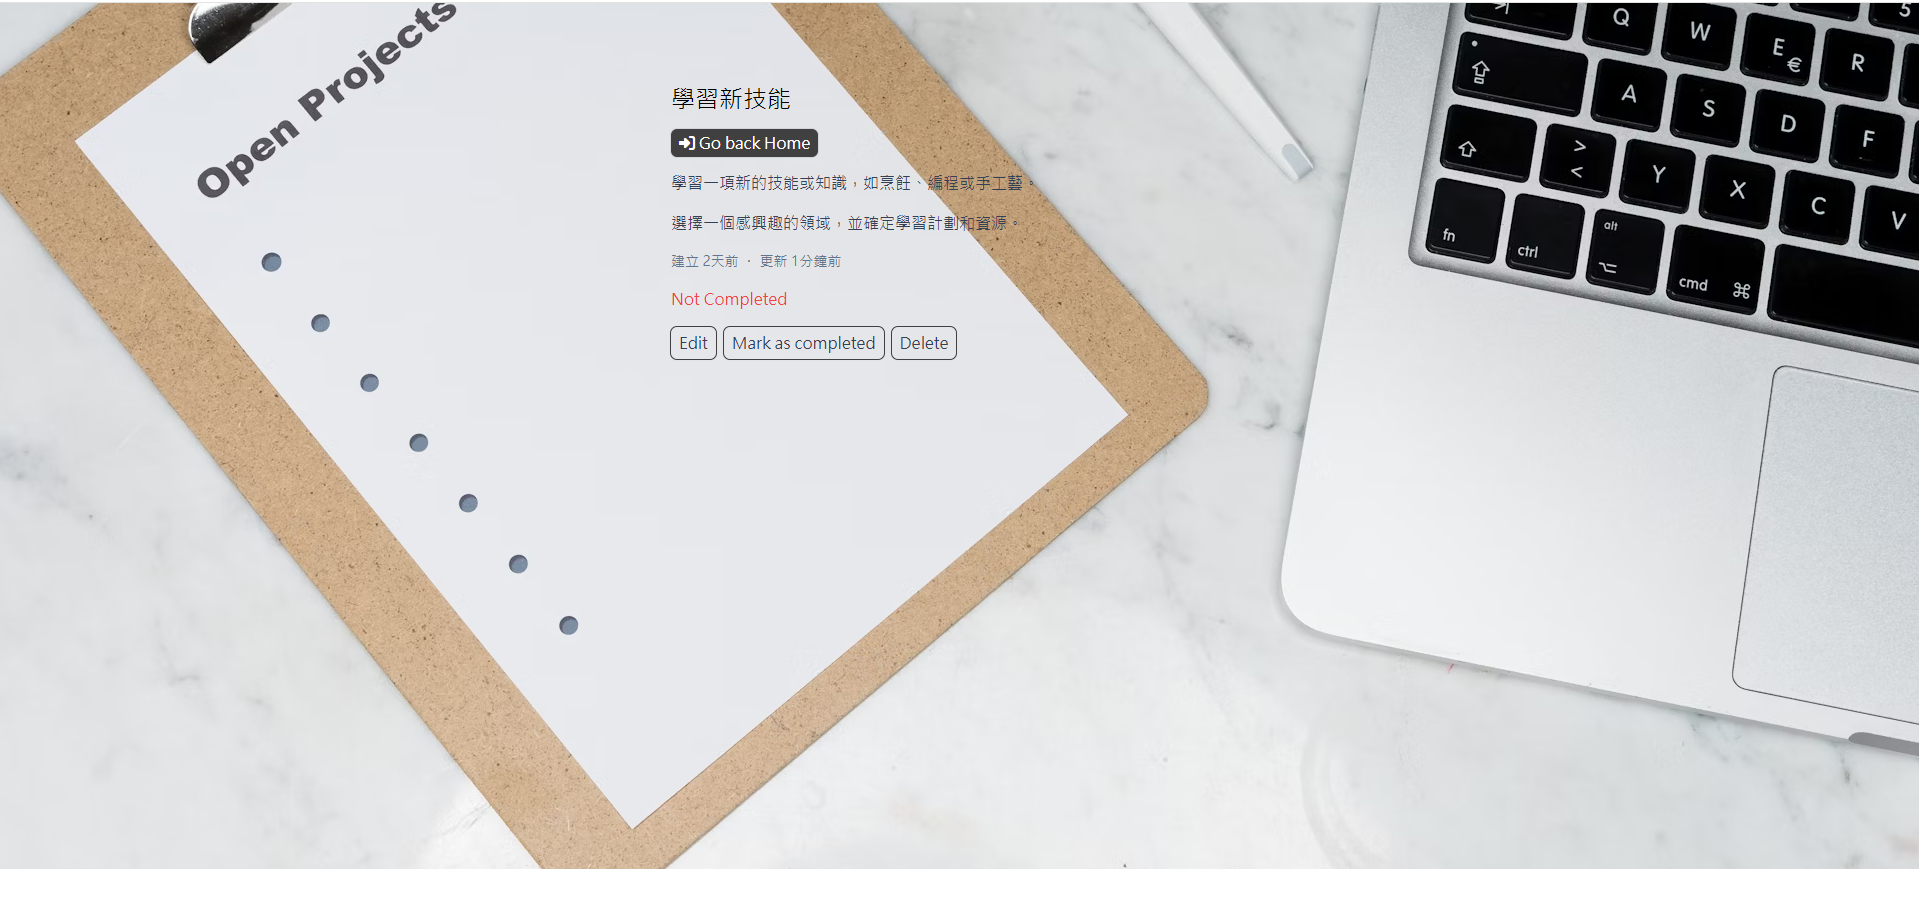 Open Projects
學習新技能
Go back Home
學習一項新的技能或知識，如烹飪、編程或手工藝。
選擇一個感興趣的領域，並確定學習計劃和資源。
建立 2天前 · 更新 1分鐘前
Not Completed
Edit Mark as completed Delete
Q W E € R 5
A S D F
> < Y X C V
fn ctrl alt cmd ⌘